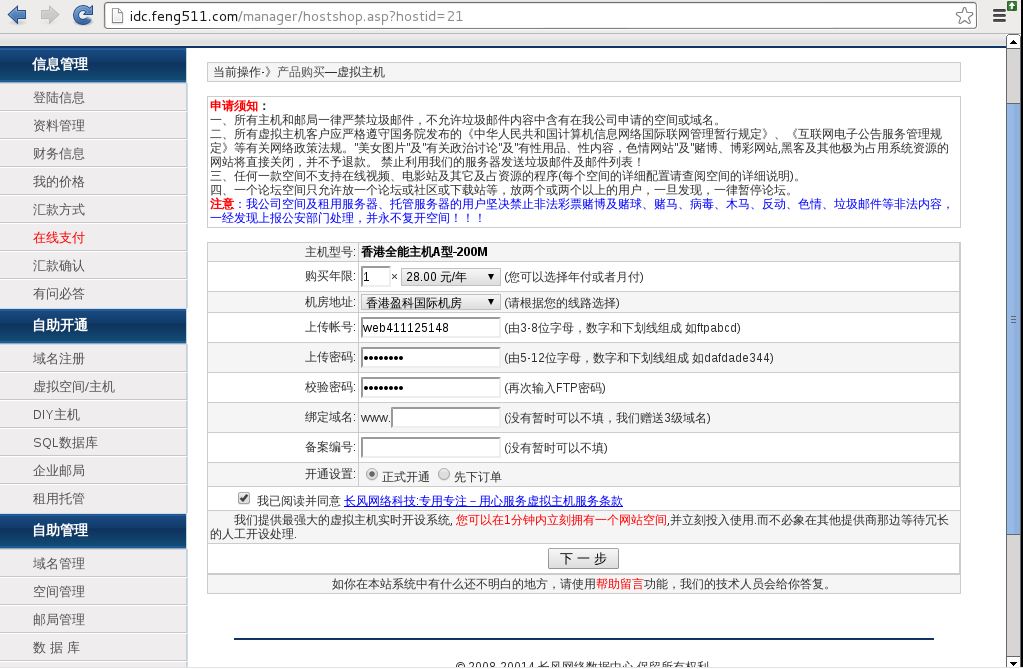 idc.feng511.com/manager/hostshop.asp?hostid=21
信息管理
登陆信息
资料管理
财务信息
我的价格
汇款方式
在线支付
汇款确认
有问必答
自助开通
域名注册
虚拟空间/主机
DIY主机
SQL数据库
企业邮局
租用托管
自助管理
域名管理
空间管理
邮局管理
数 据 库
当前操作-》产品购买—虚拟主机
申请须知：
一、所有主机和邮局一律严禁垃圾邮件，不允许垃圾邮件内容中含有在我公司申请的空间或域名。
二、所有虚拟主机客户应严格遵守国务院发布的《中华人民共和国计算机信息网络国际联网管理暂行规定》、《互联网电子公告服务管理规
定》等有关网络政策法规。"美女图片"及"有关政治讨论"及"有性用品、性内容，色情网站"及"赌博、博彩网站,黑客及其他极为占用系统资源的
网站将直接关闭，并不予退款。 禁止利用我们的服务器发送垃圾邮件及邮件列表！
三、任何一款空间不支持在线视频、电影站及其它及占资源的程序(每个空间的详细配置请查阅空间的详细说明)。
四、一个论坛空间只允许放一个论坛或社区或下载站等，放两个或两个以上的用户，一旦发现，一律暂停论坛。
注意：我公司空间及租用服务器、托管服务器的用户坚决禁止非法彩票赌博及赌球、赌马、病毒、木马、反动、色情、垃圾邮件等非法内容，
一经发现上报公安部门处理，并永不复开空间！！！
主机型号: 香港全能主机A型-200M
购买年限: 1 × 28.00 元/年 (您可以选择年付或者月付)
机房地址: 香港盈科国际机房 (请根据您的线路选择)
上传帐号: web411125148 (由3-8位字母，数字和下划线组成 如ftpabcd)
上传密码: •••••••• (由5-12位字母，数字和下划线组成 如dafdade344)
校验密码: •••••••• (再次输入FTP密码)
绑定域名: www. (没有暂时可以不填，我们赠送3级域名)
备案编号: (没有暂时可以不填)
开通设置: 正式开通 先下订单
我已阅读并同意 长风网络科技:专用专注－用心服务虚拟主机服务条款
我们提供最强大的虚拟主机实时开设系统, 您可以在1分钟内立刻拥有一个网站空间,并立刻投入使用.而不必象在其他提供商那边等待冗长
的人工开设处理.
下 一 步
如你在本站系统中有什么还不明白的地方，请使用帮助留言功能，我们的技术人员会给你答复。
© 2008-20014 长风网络数据中心 保留所有权利